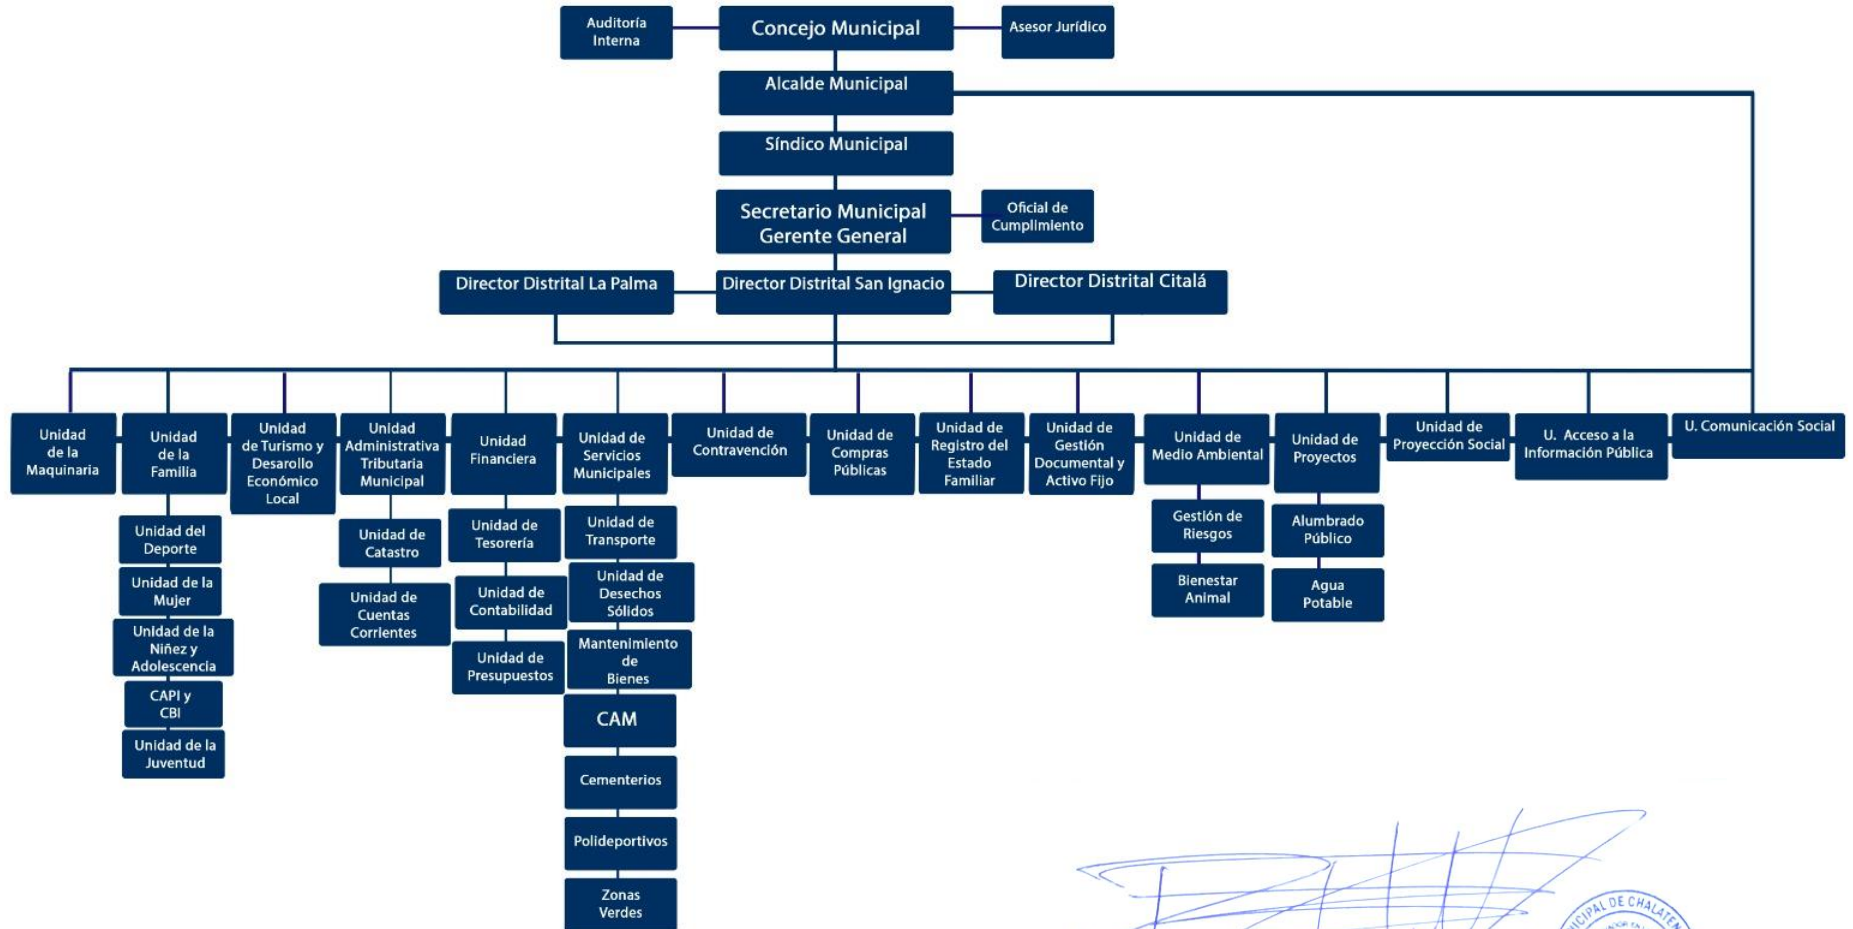 Auditoría
Interna
Concejo Municipal
Asesor Jurídico
Alcalde Municipal
Síndico Municipal
Secretario Municipal
Gerente General
Oficial de
Cumplimiento
Director Distrital La Palma
Director Distrital San Ignacio
Director Distrital Citalá
Unidad
de la
Maquinaria
Unidad
de la
Familia
Unidad
de Turismo y
Desarollo
Económico
Local
Unidad
Administrativa
Tributaria
Municipal
Unidad
Financiera
Unidad de
Servicios
Municipales
Unidad de
Contravención
Unidad de
Compras
Públicas
Unidad de
Registro del
Estado
Familiar
Unidad de
Gestión
Documental y
Activo Fijo
Unidad de
Medio Ambiental
Unidad de
Proyectos
Unidad de
Proyección Social
U. Acceso a la
Información Pública
U. Comunicación Social
Unidad del
Deporte
Unidad de la
Mujer
Unidad de la
Niñez y
Adolescencia
CAPI y
CBI
Unidad de la
Juventud
Unidad de
Catastro
Unidad de
Cuentas
Corrientes
Unidad de
Tesorería
Unidad de
Contabilidad
Unidad de
Presupuestos
Unidad de
Transporte
Unidad de
Desechos
Sólidos
Mantenimiento
de
Bienes
CAM
Cementerios
Polideportivos
Zonas
Verdes
Gestión de
Riesgos
Bienestar
Animal
Alumbrado
Público
Agua
Potable
DE